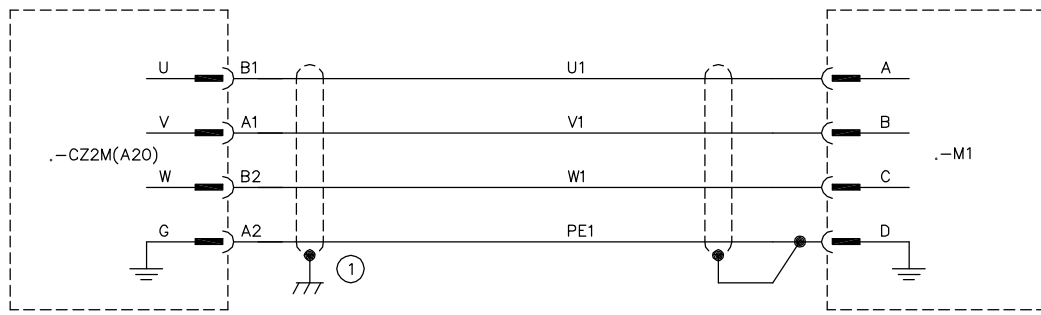 U B1 U1 A
V A1 V1 B
.-CZ2M(A20) .-M1
W B2 W1 C
G A2 PE1 D
1